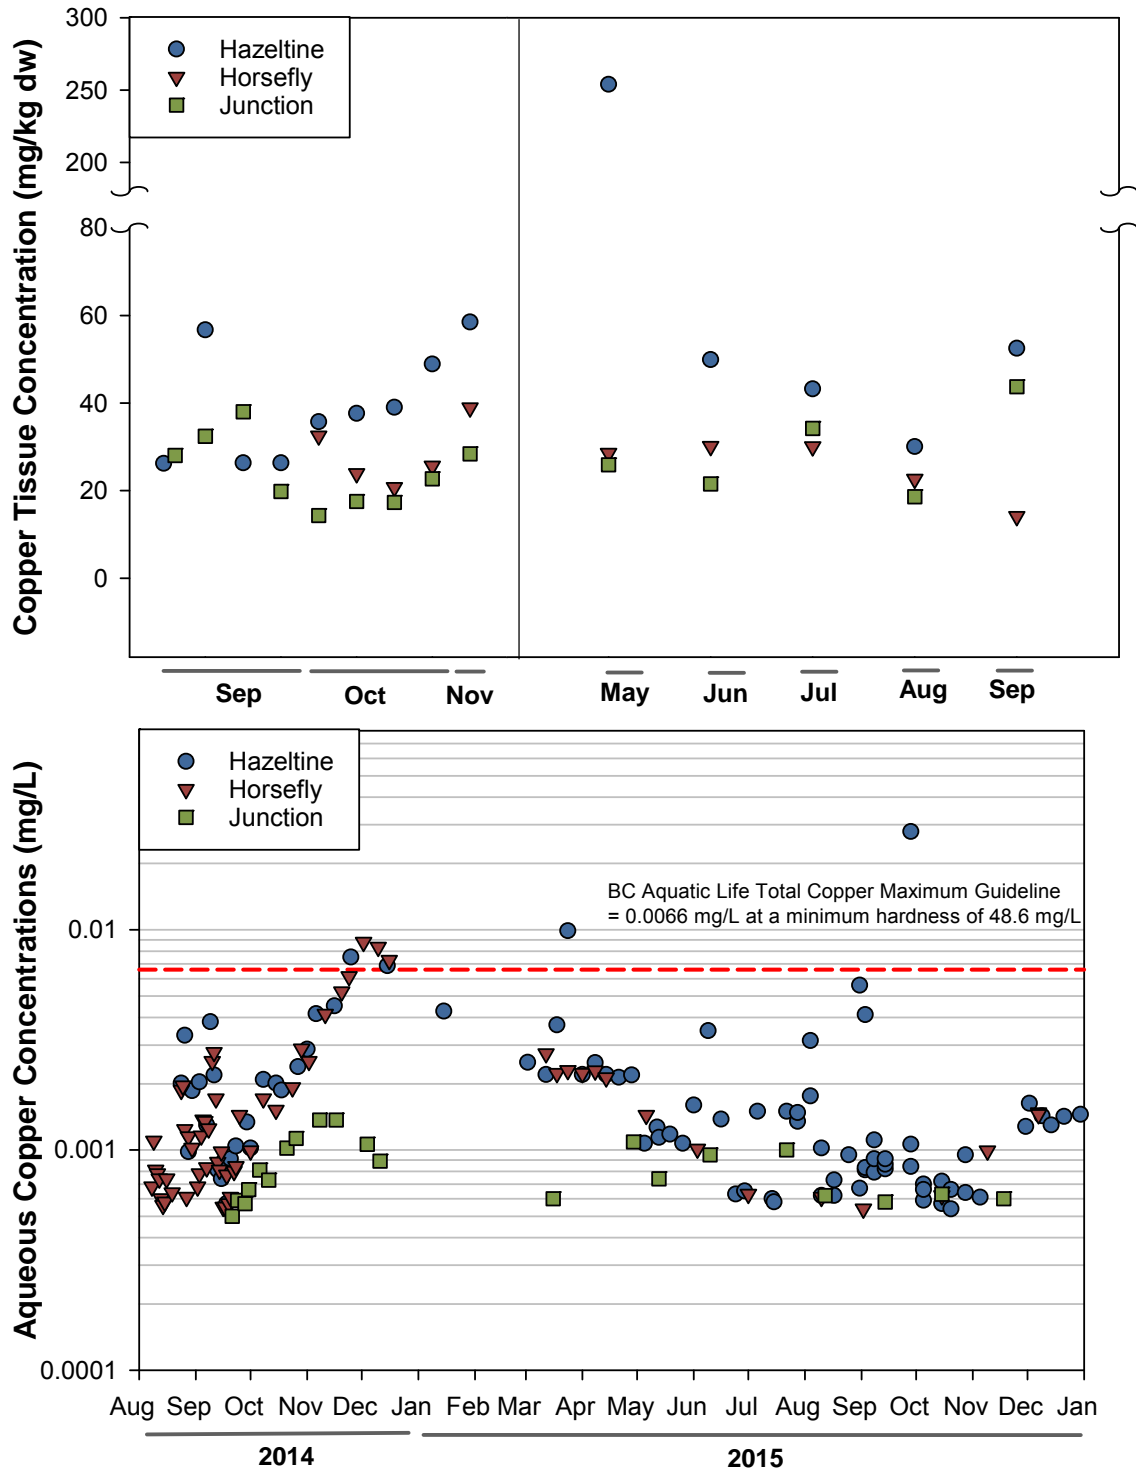 Copper Tissue Concentration (mg/kg dw)
300
250
200
80
60
40
20
0
Hazeltine
Horsefly
Junction
Sep Oct Nov May Jun Jul Aug Sep
Aqueous Copper Concentrations (mg/L)
Hazeltine
Horsefly
Junction
BC Aquatic Life Total Copper Maximum Guideline
= 0.0066 mg/L at a minimum hardness of 48.6 mg/L
0.01
0.001
0.0001
Aug Sep Oct Nov Dec Jan Feb Mar Apr May Jun Jul Aug Sep Oct Nov Dec Jan
2014 2015